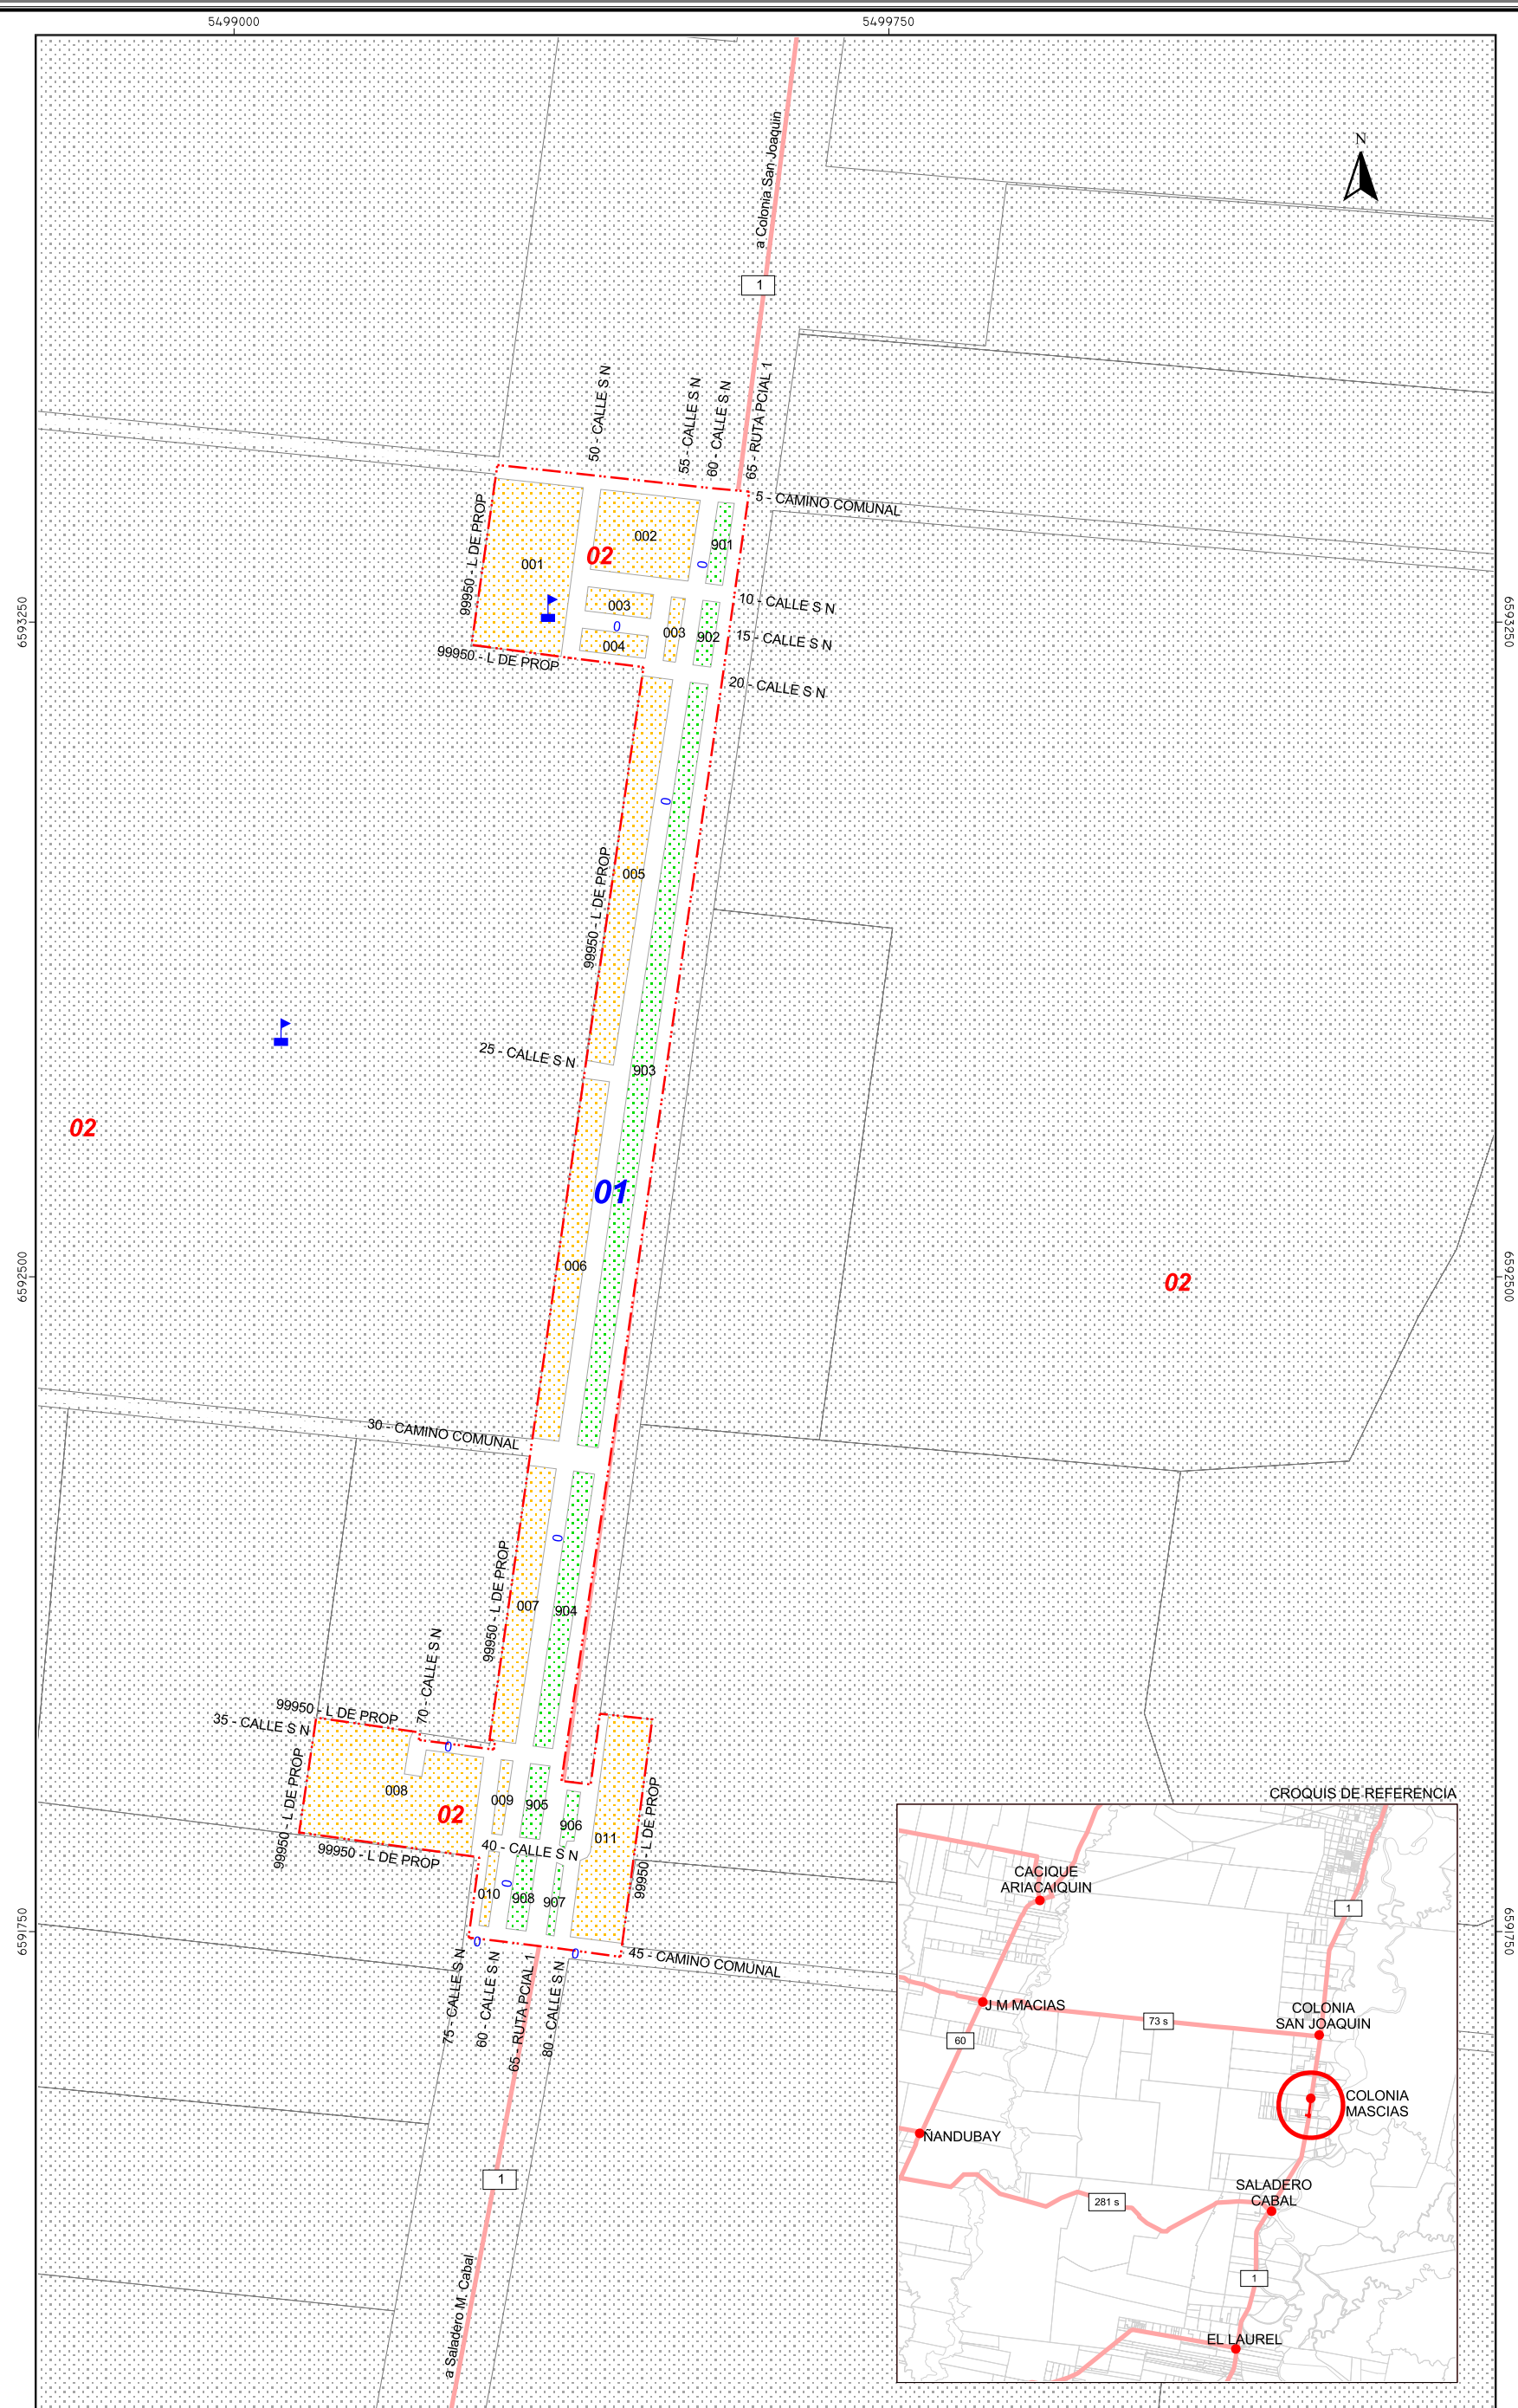 5499000
5499750
N
a Colonia San Joaquin
1
50 - CALLE S N
55 - CALLE S N
60 - CALLE S N
65 - RUTA PCIAL 1
5 - CAMINO COMUNAL
99950 - L DE PROP
001
002
02
901
0
10 - CALLE S N
003
0
003
902
15 - CALLE S N
004
99950 - L DE PROP
20 - CALLE S N
6593250
6593250
0
005
99950 - L DE PROP
25 - CALLE S N
903
02
01
006
02
6592500
6592500
30 - CAMINO COMUNAL
0
99950 - L DE PROP
007
904
70 - CALLE S N
99950 - L DE PROP
35 - CALLE S N
0
99950 - L DE PROP
008
009
905
02
906
011
99950 - L DE PROP
40 - CALLE S N
99950 - L DE PROP
010
0
908
907
0
0
45 - CAMINO COMUNAL
6591750
6591750
75 - CALLE S N
60 - CALLE S N
65 - RUTA PCIAL 1
80 - CALLE S N
1
a Saladero M. Cabal
CROQUIS DE REFERENCIA
CACIQUE
ARIACAIQUIN
1
J M MACIAS
COLONIA
SAN JOAQUIN
73 s
60
COLONIA
MASCIAS
1
ÑANDUBAY
SALADERO
CABAL
281 s
1
EL LAUREL